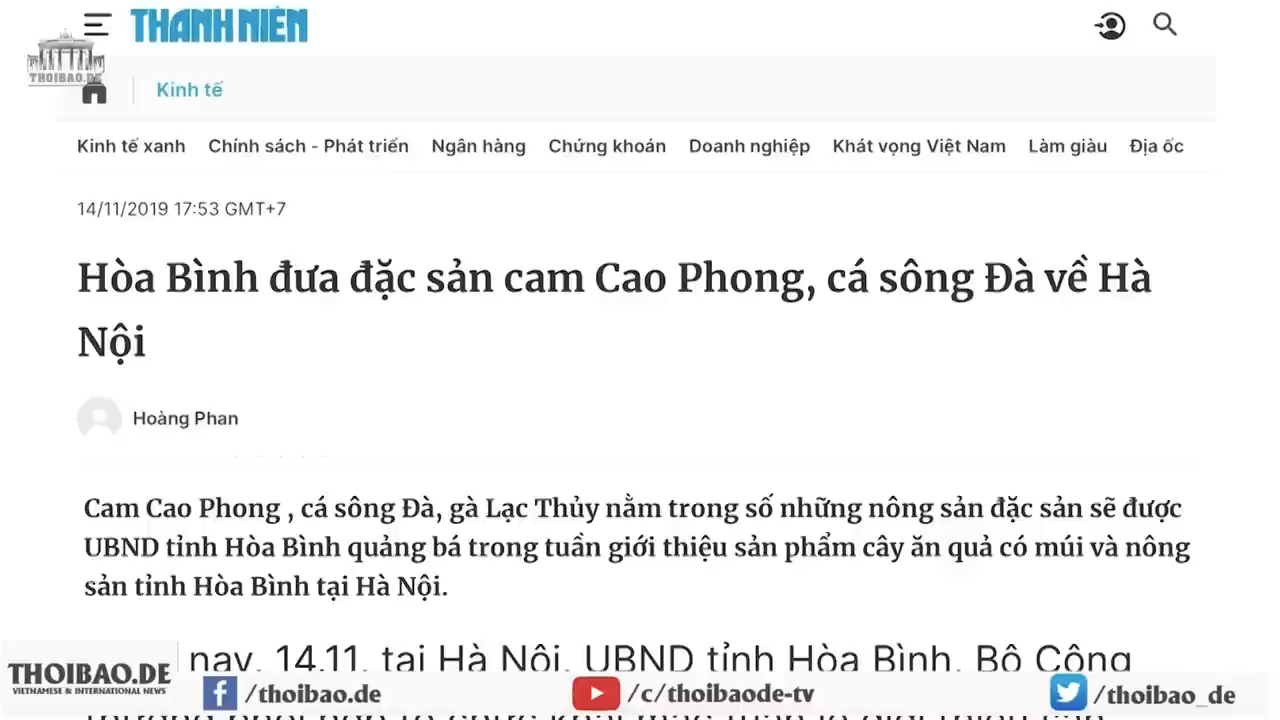 THANH NIÊN
THOIBAO.DE
Kinh tế
Kinh tế xanh Chính sách - Phát triển Ngân hàng Chứng khoán Doanh nghiệp Khát vọng Việt Nam Làm giàu Địa ốc
14/11/2019 17:53 GMT+7
Hòa Bình đưa đặc sản cam Cao Phong, cá sông Đà về Hà
Nội
Hoàng Phan
Cam Cao Phong , cá sông Đà, gà Lạc Thủy nằm trong số những nông sản đặc sản sẽ được
UBND tỉnh Hòa Bình quảng bá trong tuần giới thiệu sản phẩm cây ăn quả có múi và nông
sản tỉnh Hòa Bình tại Hà Nội.
nay, 14.11, tại Hà Nội, UBND tỉnh Hòa Bình, Bộ Công
THOIBAO.DE
VIETNAMESE & INTERNATIONAL NEWS
/thoibao.de
/c/thoibaode-tv
/thoibao_de